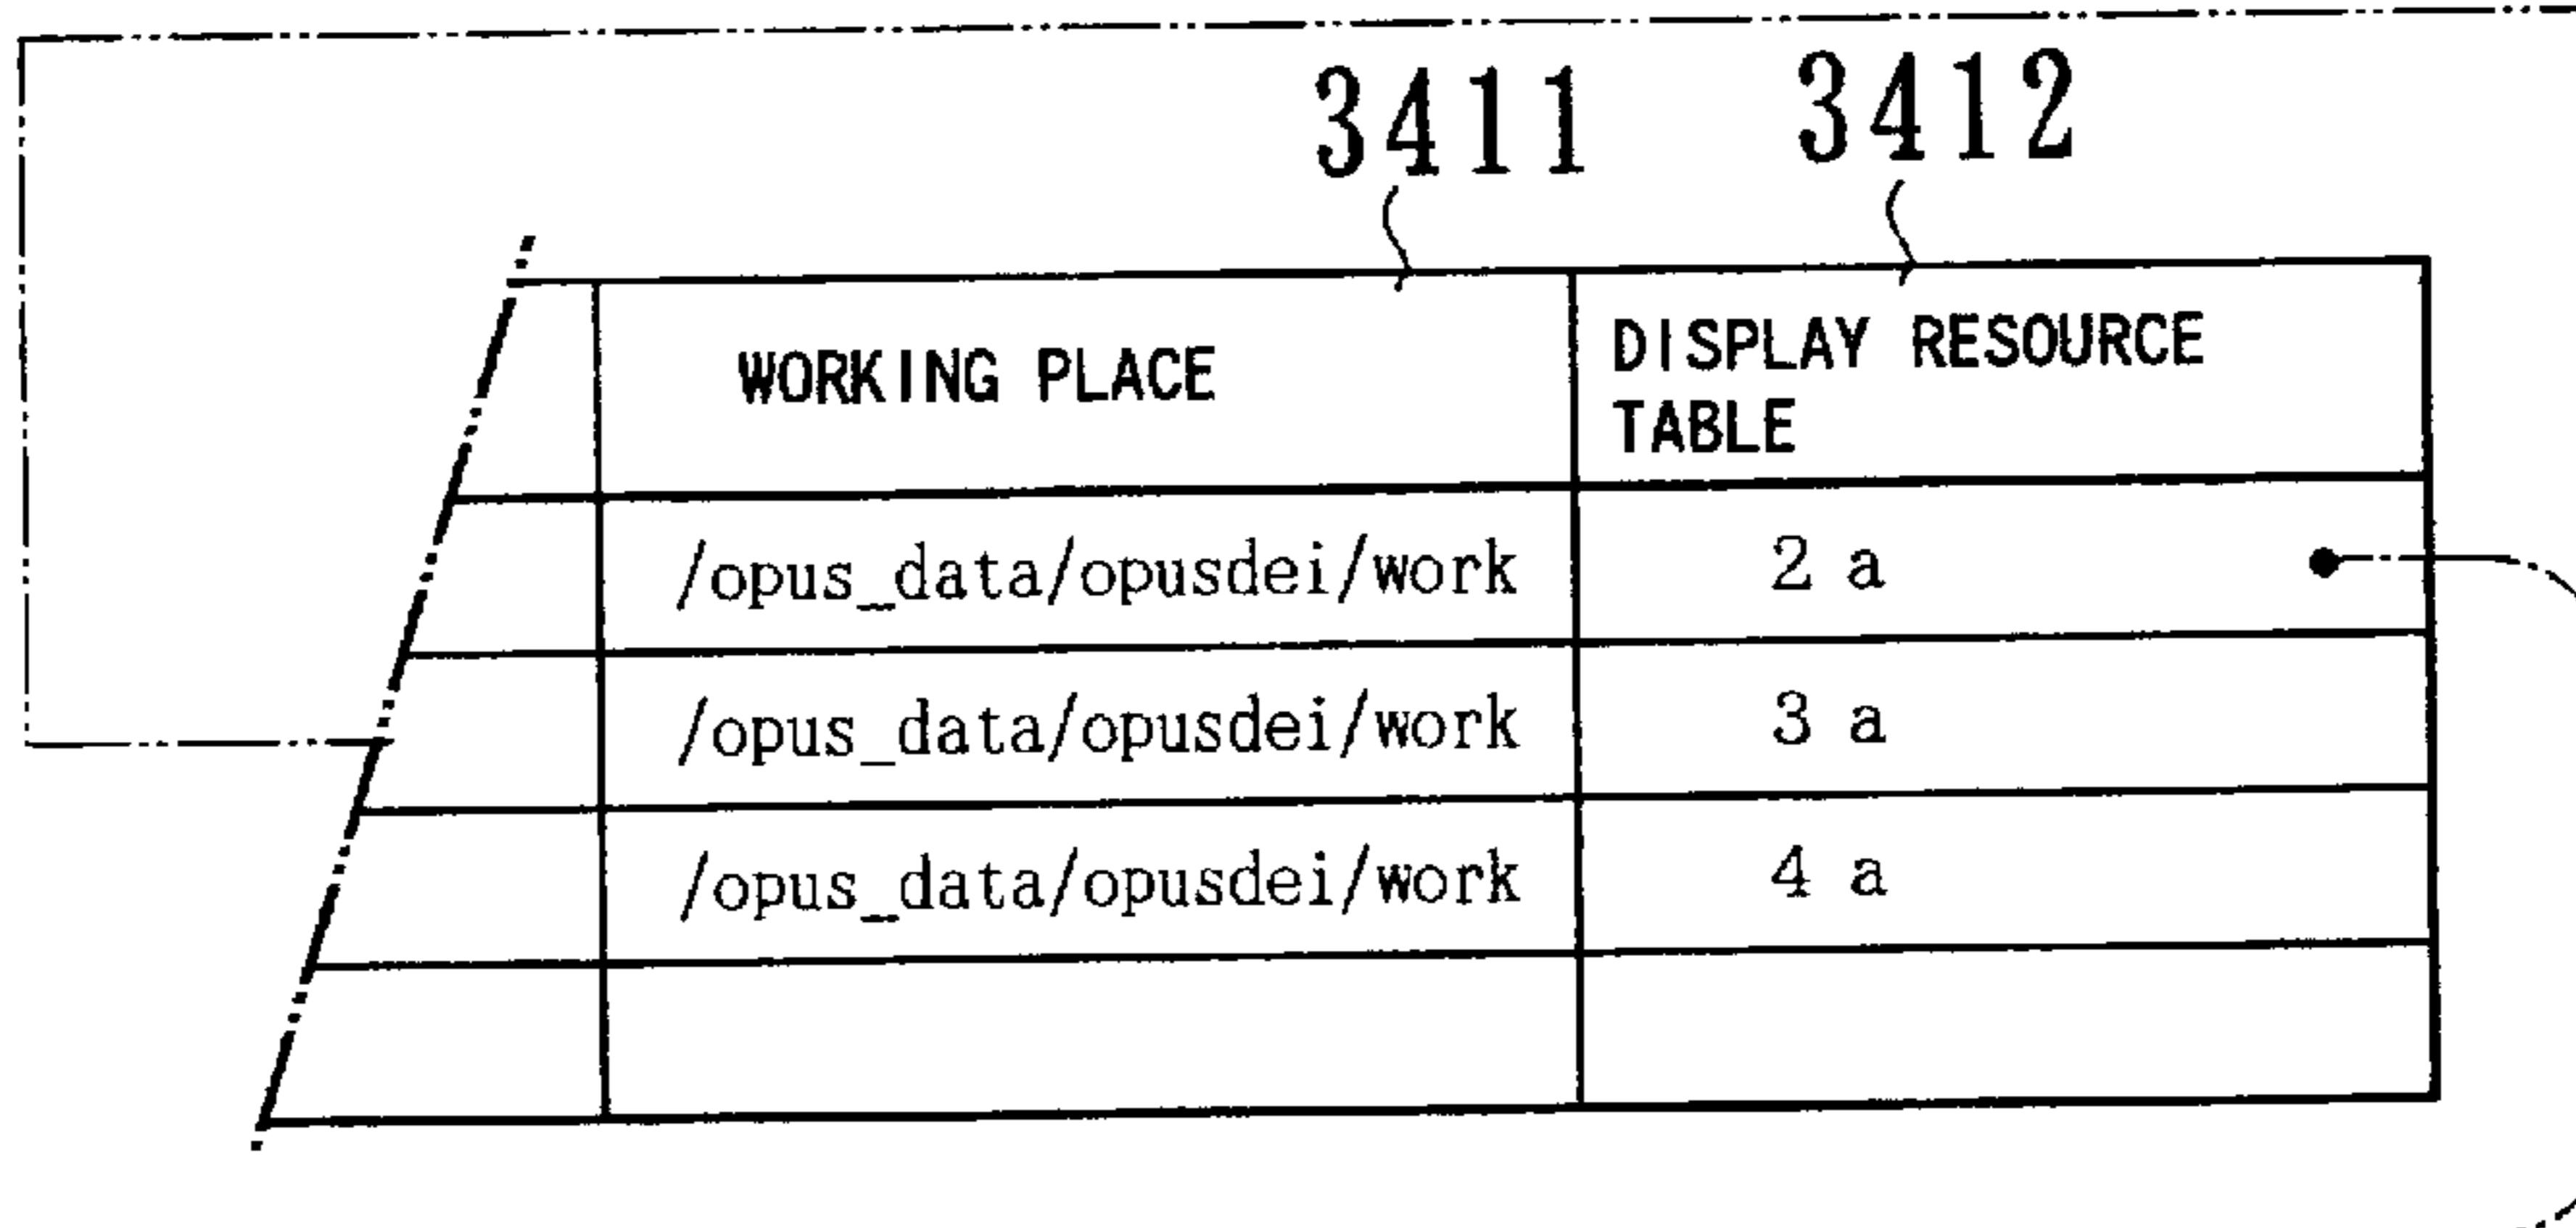 3411 3412
WORKING PLACE
DISPLAY RESOURCE
TABLE
/opus_data/opusdei/work 2 a
/opus_data/opusdei/work 3 a
/opus_data/opusdei/work 4 a